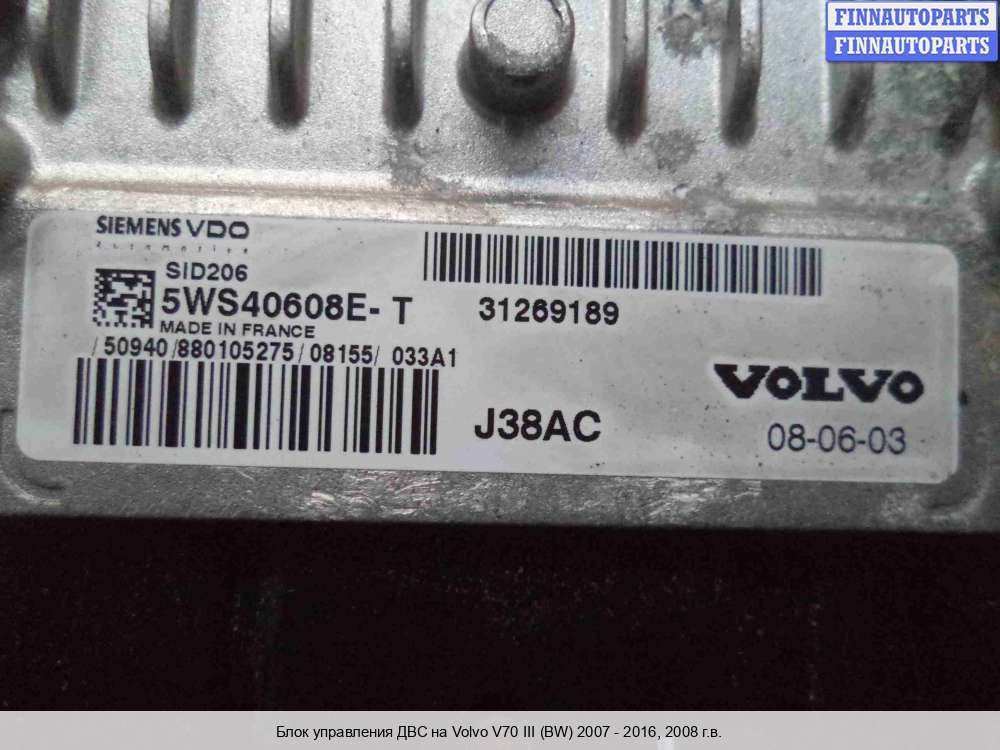 FINNAUTOPARTS
FINNAUTOPARTS
SIEMENS VDO
Automotive
SID206
5WS40608E-T
31269189
MADE IN FRANCE
/50940/880105275/08155/ 033A1
VOLVO
J38AC
08-06-03
Блок управления ДВС на Volvo V70 III (BW) 2007 - 2016, 2008 г.в.